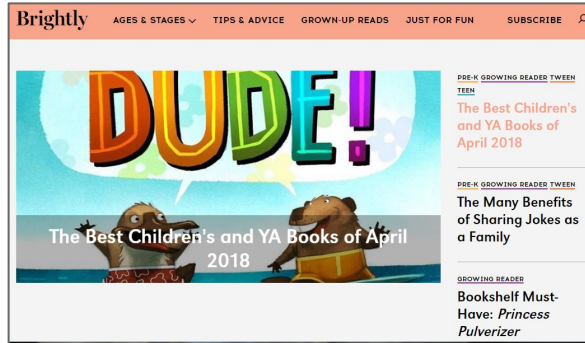 Brightly
AGES & STAGES
TIPS & ADVICE
GROWN-UP READS
JUST FOR FUN
SUBSCRIBE
DUDE!
The Best Children's and YA Books of April
2018
PRE-K GROWING READER TWEEN
TEEN
The Best Children's
and YA Books of
April 2018
PRE-K GROWING READER TWEEN
The Many Benefits
of Sharing Jokes as
a Family
GROWING READER
Bookshelf Must-
Have: Princess
Pulverizer